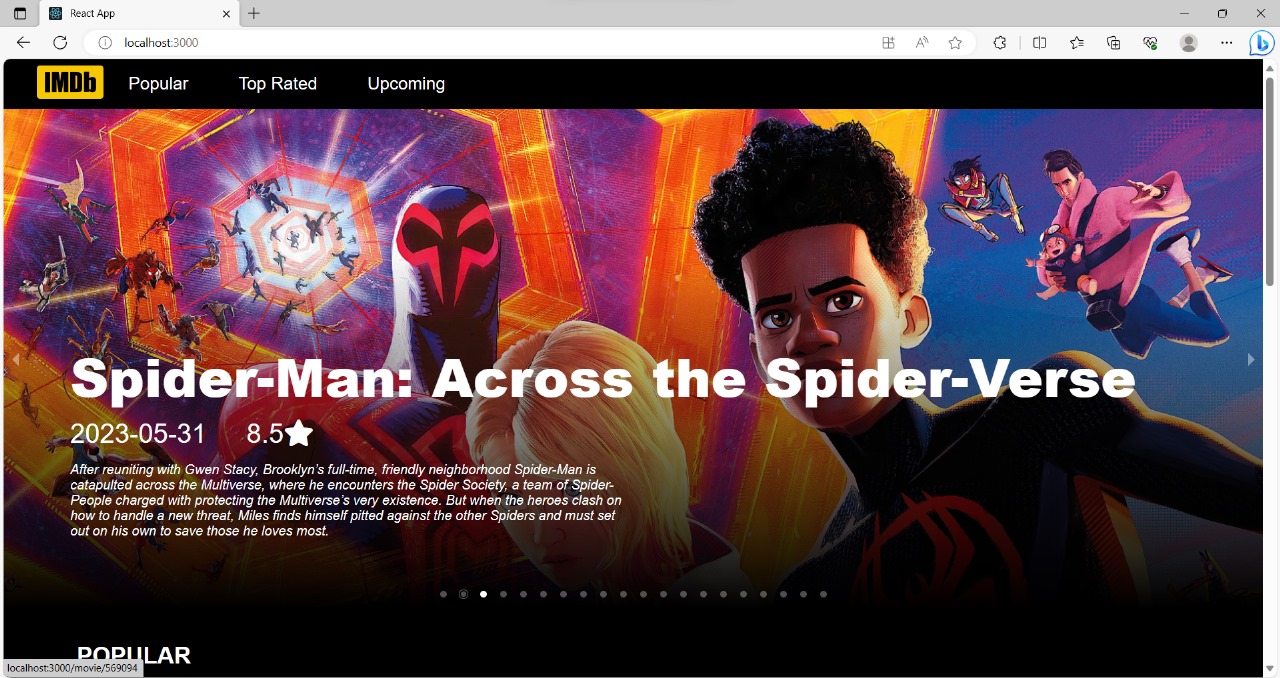 React App
localhost:3000
IMDb
Popular
Top Rated
Upcoming
Spider-Man: Across the Spider-Verse
2023-05-31 8.5
After reuniting with Gwen Stacy, Brooklyn’s full-time, friendly neighborhood Spider-Man is
catapulted across the Multiverse, where he encounters the Spider Society, a team of Spider-
People charged with protecting the Multiverse’s very existence. But when the heroes clash on
how to handle a new threat, Miles finds himself pitted against the other Spiders and must set
out on his own to save those he loves most.
POPULAR
localhost:3000/movie/569094